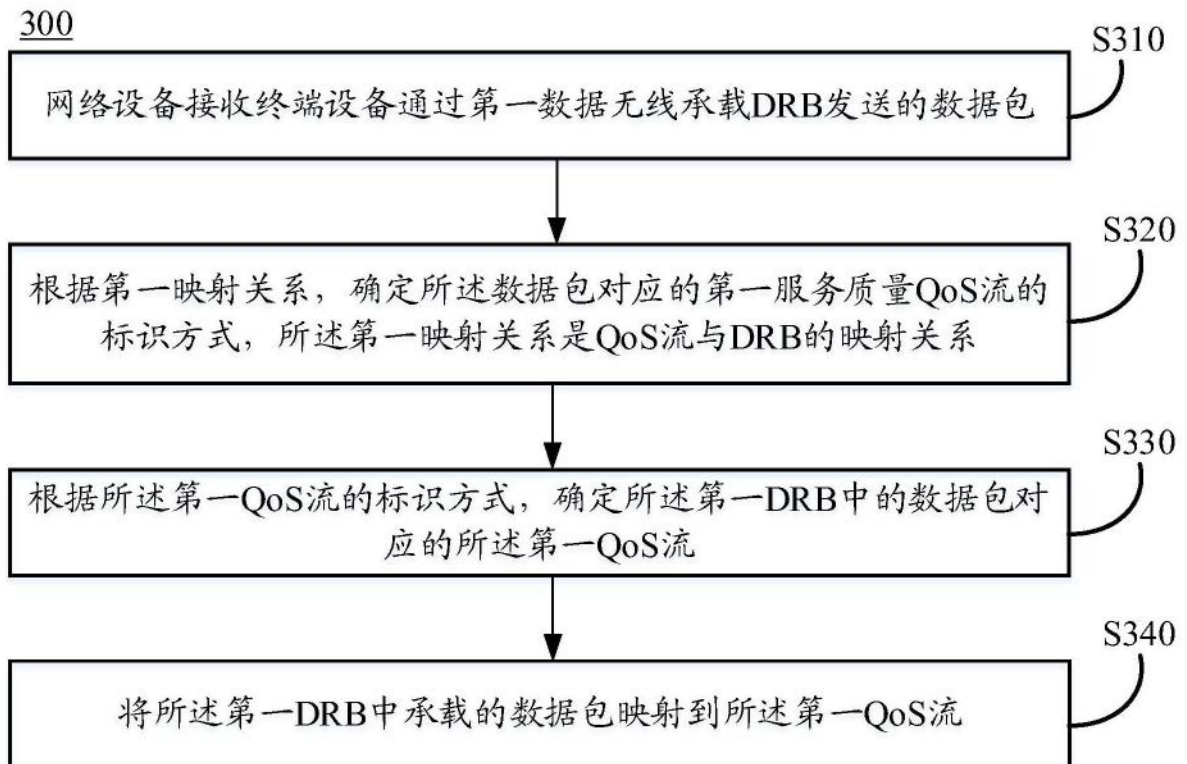 300
S310
网络设备接收终端设备通过第一数据无线承载DRB发送的数据包
S320
根据第一映射关系，确定所述数据包对应的第一服务质量QoS流的
标识方式，所述第一映射关系是QoS流与DRB的映射关系
S330
根据所述第一QoS流的标识方式，确定所述第一DRB中的数据包对
应的所述第一QoS流
S340
将所述第一DRB中承载的数据包映射到所述第一QoS流